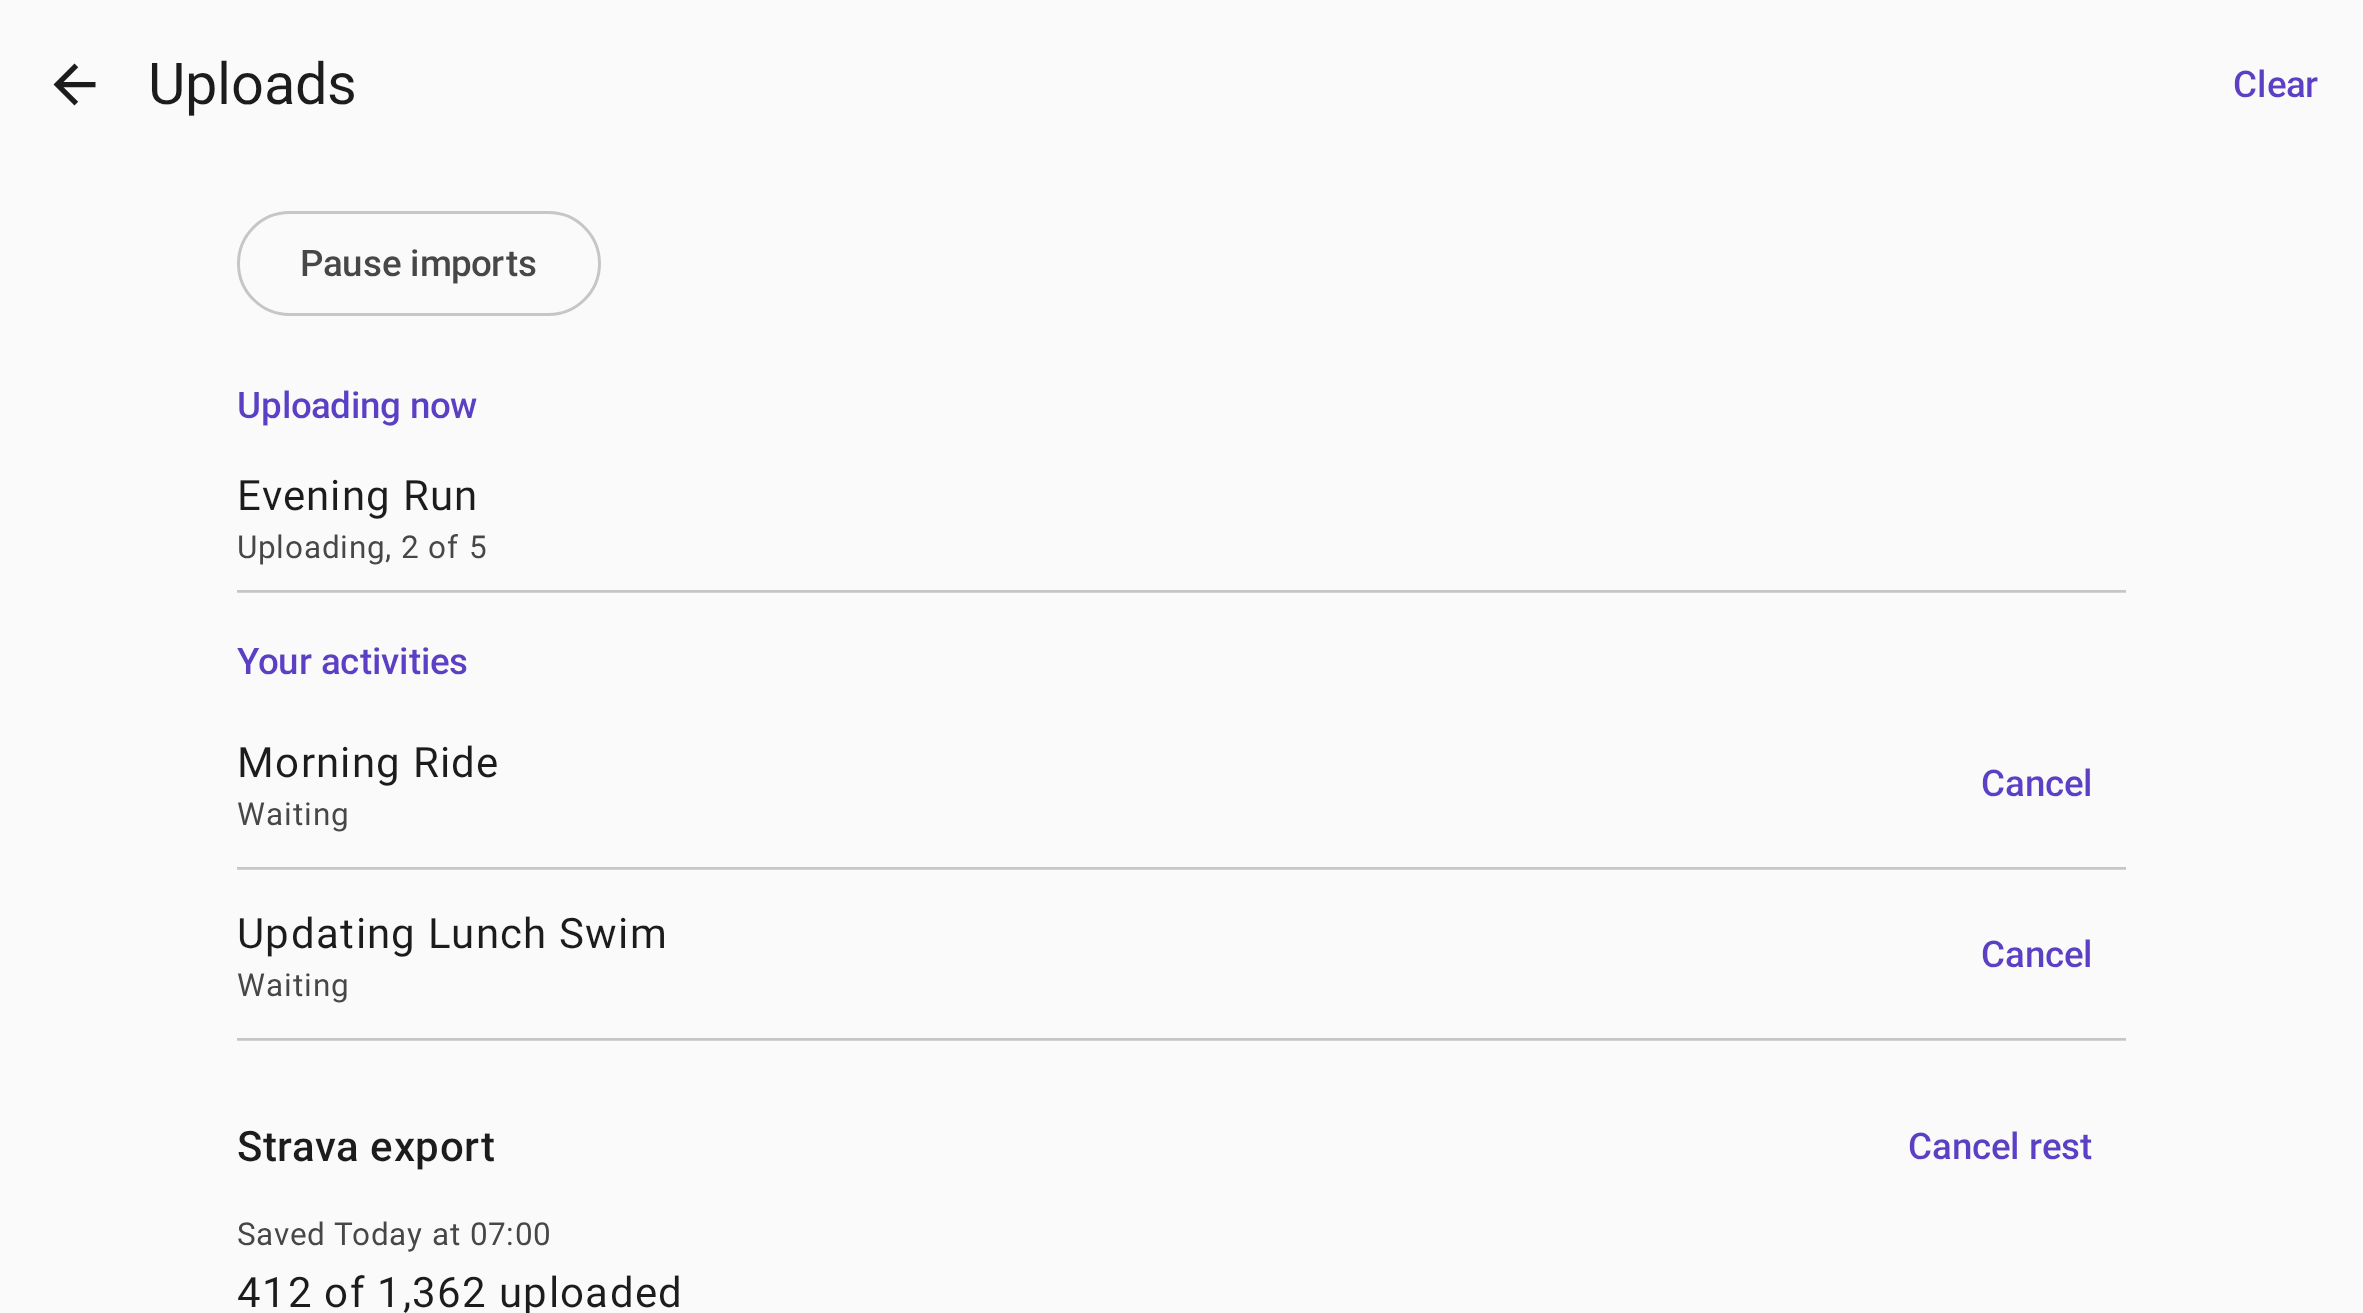 Uploads
Clear
Pause imports
Uploading now
Evening Run
Uploading, 2 of 5
Your activities
Morning Ride
Waiting
Cancel
Updating Lunch Swim
Waiting
Cancel
Strava export
Cancel rest
Saved Today at 07:00
412 of 1,362 uploaded